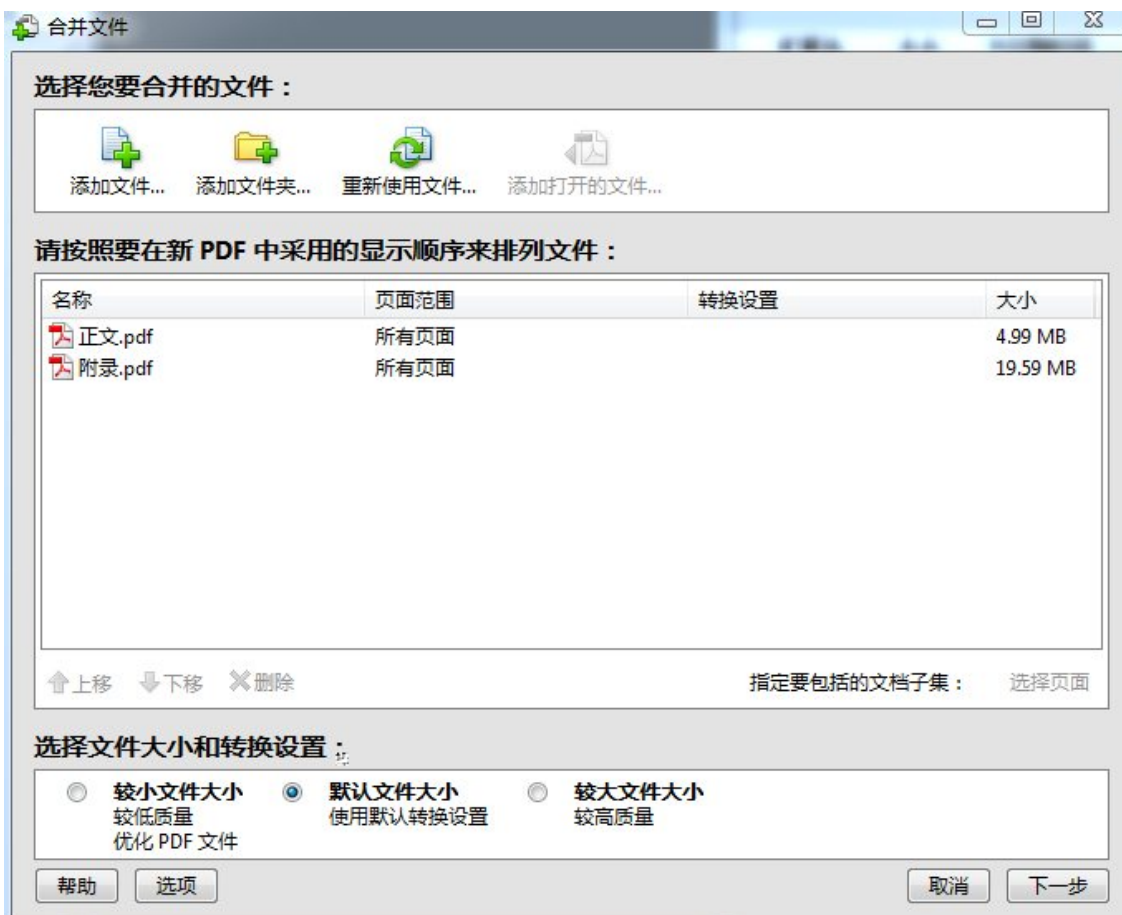 合并文件
选择您要合并的文件：
添加文件... 添加文件夹... 重新使用文件... 添加打开的文件...
请按照要在新 PDF 中采用的显示顺序来排列文件：
名称 页面范围 转换设置 大小
正文.pdf 所有页面 4.99 MB
附录.pdf 所有页面 19.59 MB
上移 下移 删除 指定要包括的文档子集： 选择页面
选择文件大小和转换设置：
较小文件大小 默认文件大小 较大文件大小
较低质量 使用默认转换设置 较高质量
优化 PDF 文件
帮助 选项 取消 下一步